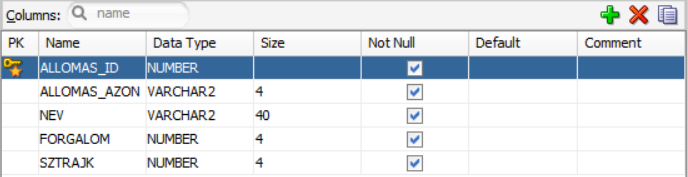 Columns: name
PK Name Data Type Size Not Null Default Comment
ALLOMAS_ID NUMBER
ALLOMAS_AZON VARCHAR2 4
NEV VARCHAR2 40
FORGALOM NUMBER 4
SZTRAJK NUMBER 4